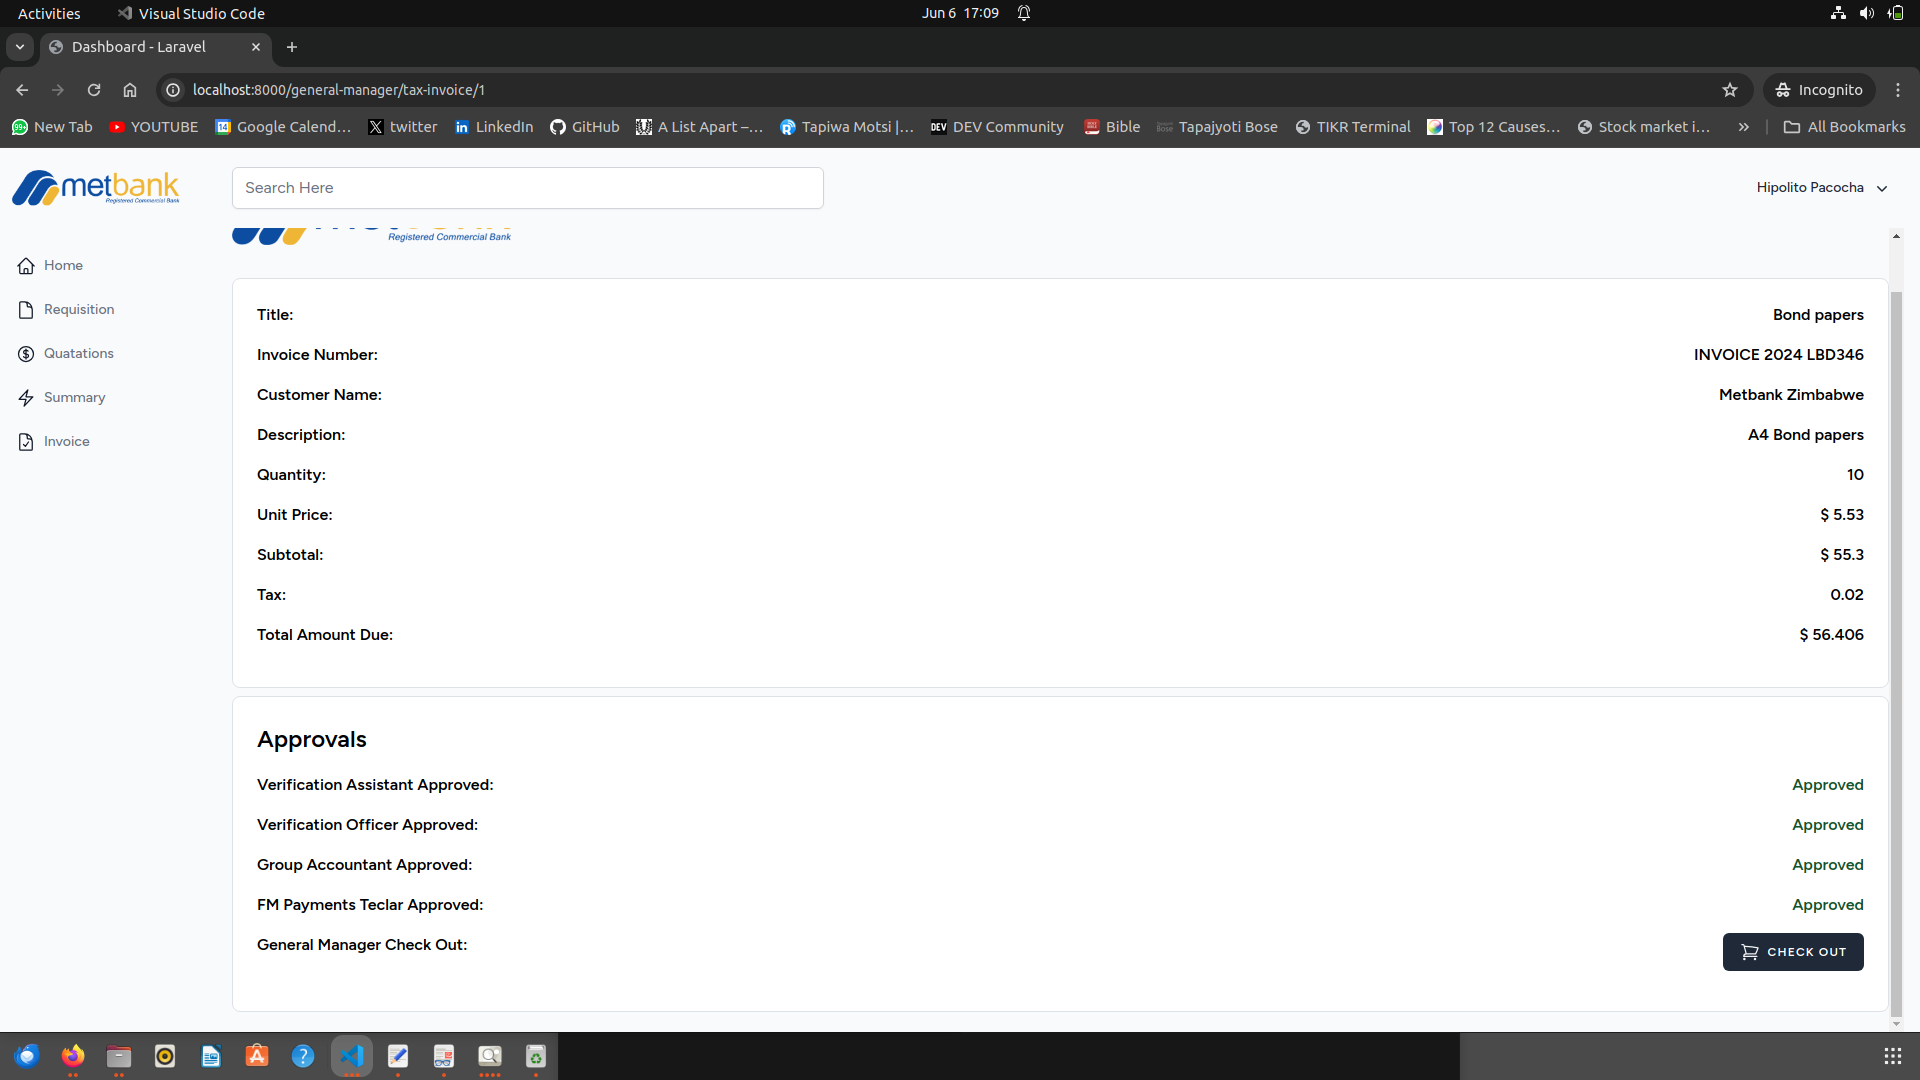 Activities Visual Studio Code Jun 6 17:09
Dashboard - Laravel
localhost:8000/general-manager/tax-invoice/1 Incognito
99+ New Tab YOUTUBE 14 Google Calend... X twitter in LinkedIn GitHub A List Apart –... Tapiwa Motsi |... DEV DEV Community Bible Bose Tapajyoti Bose TIKR Terminal Top 12 Causes... Stock market i... » All Bookmarks
metbank
Registered Commercial Bank
Search Here
Hipolito Pacocha
Registered Commercial Bank
Home
Requisition
Quatations
Summary
Invoice
Title: Bond papers
Invoice Number: INVOICE 2024 LBD346
Customer Name: Metbank Zimbabwe
Description: A4 Bond papers
Quantity: 10
Unit Price: $ 5.53
Subtotal: $ 55.3
Tax: 0.02
Total Amount Due: $ 56.406
Approvals
Verification Assistant Approved: Approved
Verification Officer Approved: Approved
Group Accountant Approved: Approved
FM Payments Teclar Approved: Approved
General Manager Check Out: CHECK OUT